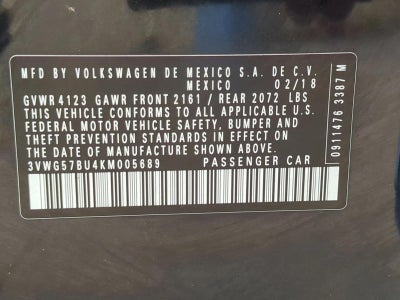 MFD BY VOLKSWAGEN DE MEXICO S.A. DE C.V.
MEXICO 02/18
GVWR 4123 GAWR FRONT 2161 / REAR 2072 LBS
THIS VEHICLE CONFORMS TO ALL APPLICABLE U.S.
FEDERAL MOTOR VEHICLE SAFETY, BUMPER AND
THEFT PREVENTION STANDARDS IN EFFECT ON
THE DATE OF MANUFACTURE SHOWN ABOVE.
3VWG57BU4KM005689 PASSENGER CAR
0911476 3387 M